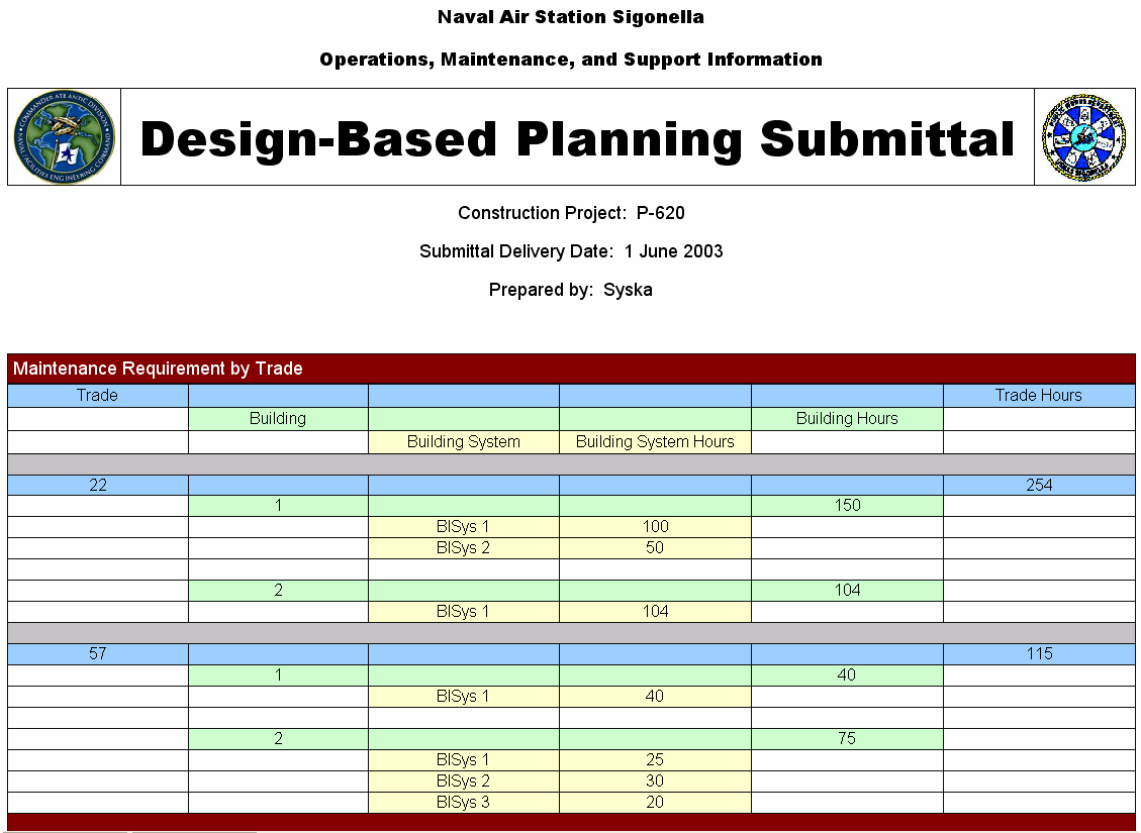 Naval Air Station Sigonella
Operations, Maintenance, and Support Information
Design-Based Planning Submittal
Construction Project: P-620
Submittal Delivery Date: 1 June 2003
Prepared by: Syska
Maintenance Requirement by Trade
Trade Trade Hours
Building Building Hours
Building System Building System Hours
22 254
1 150
BlSys 1 100
BlSys 2 50
2 104
BlSys 1 104
57 115
1 40
BlSys 1 40
2 75
BlSys 1 25
BlSys 2 30
BlSys 3 20